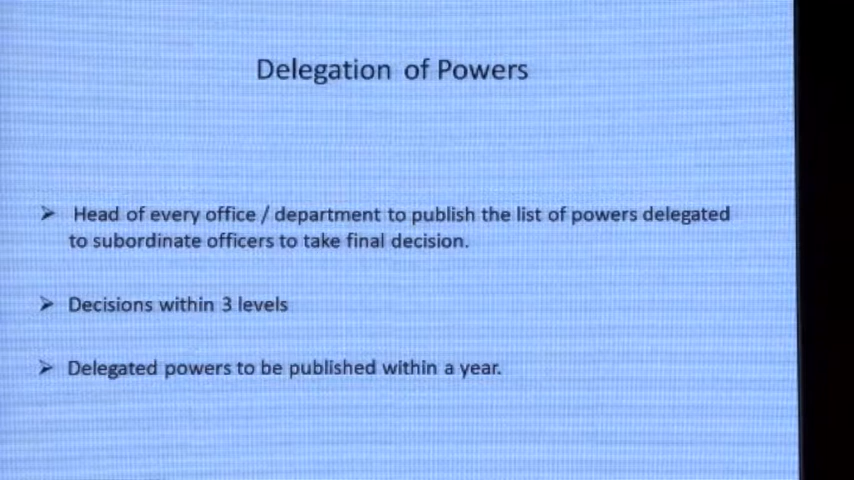 Delegation of Powers
➢ Head of every office / department to publish the list of powers delegated
to subordinate officers to take final decision.
➢ Decisions within 3 levels
➢ Delegated powers to be published within a year.